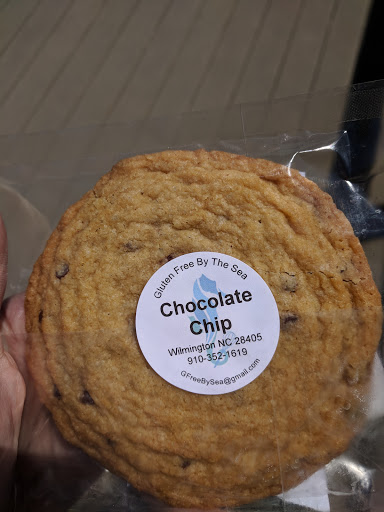 Gluten Free By The Sea
Chocolate
Chip
Wilmington NC 28405
910-352-1619
GFreeBySea@gmail.com